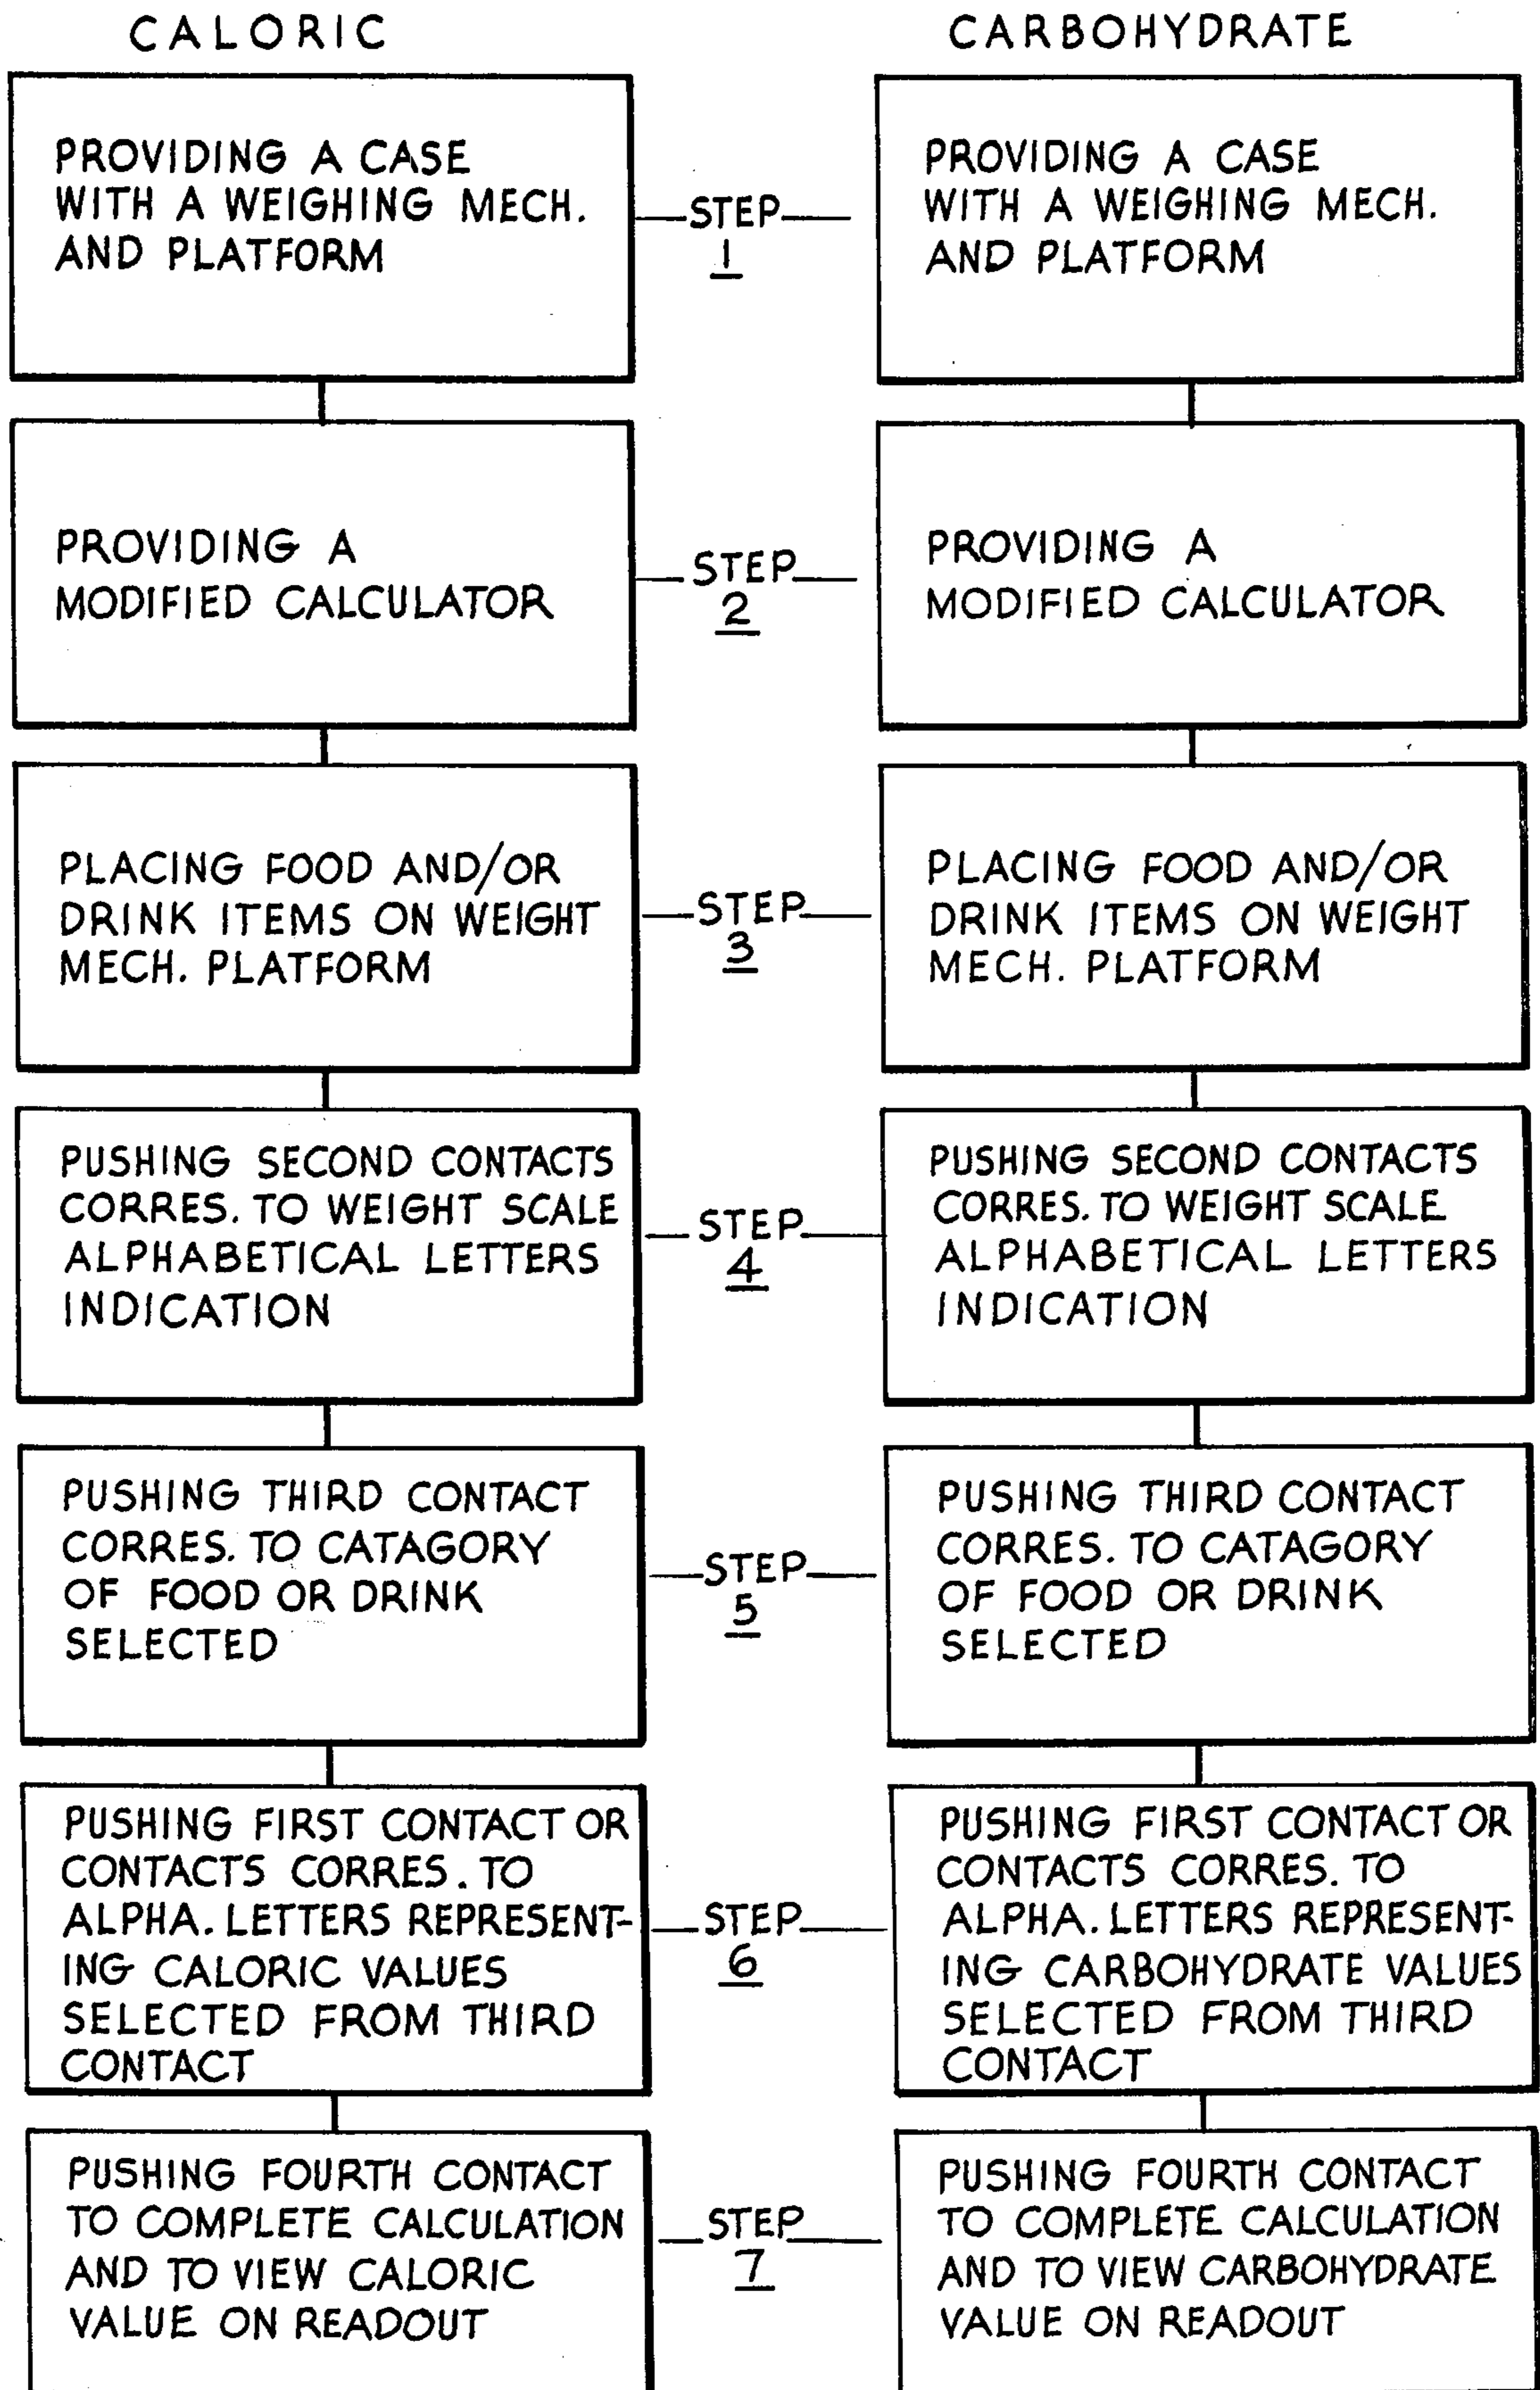 CALORIC
PROVIDING A CASE
WITH A WEIGHING MECH.
AND PLATFORM
PROVIDING A
MODIFIED CALCULATOR
PLACING FOOD AND/OR
DRINK ITEMS ON WEIGHT
MECH. PLATFORM
PUSHING SECOND CONTACTS
CORRES. TO WEIGHT SCALE
ALPHABETICAL LETTERS
INDICATION
PUSHING THIRD CONTACT
CORRES. TO CATAGORY
OF FOOD OR DRINK
SELECTED
PUSHING FIRST CONTACT OR
CONTACTS CORRES. TO
ALPHA. LETTERS REPRESENT-
ING CALORIC VALUES
SELECTED FROM THIRD
CONTACT
PUSHING FOURTH CONTACT
TO COMPLETE CALCULATION
AND TO VIEW CALORIC
VALUE ON READOUT
STEP
1
STEP
2
STEP
3
STEP
4
STEP
5
STEP
6
STEP
7
CARBOHYDRATE
PROVIDING A CASE
WITH A WEIGHING MECH.
AND PLATFORM
PROVIDING A
MODIFIED CALCULATOR
PLACING FOOD AND/OR
DRINK ITEMS ON WEIGHT
MECH. PLATFORM
PUSHING SECOND CONTACTS
CORRES. TO WEIGHT SCALE
ALPHABETICAL LETTERS
INDICATION
PUSHING THIRD CONTACT
CORRES. TO CATAGORY
OF FOOD OR DRINK
SELECTED
PUSHING FIRST CONTACT OR
CONTACTS CORRES. TO
ALPHA. LETTERS REPRESENT-
ING CARBOHYDRATE VALUES
SELECTED FROM THIRD
CONTACT
PUSHING FOURTH CONTACT
TO COMPLETE CALCULATION
AND TO VIEW CARBOHYDRATE
VALUE ON READOUT